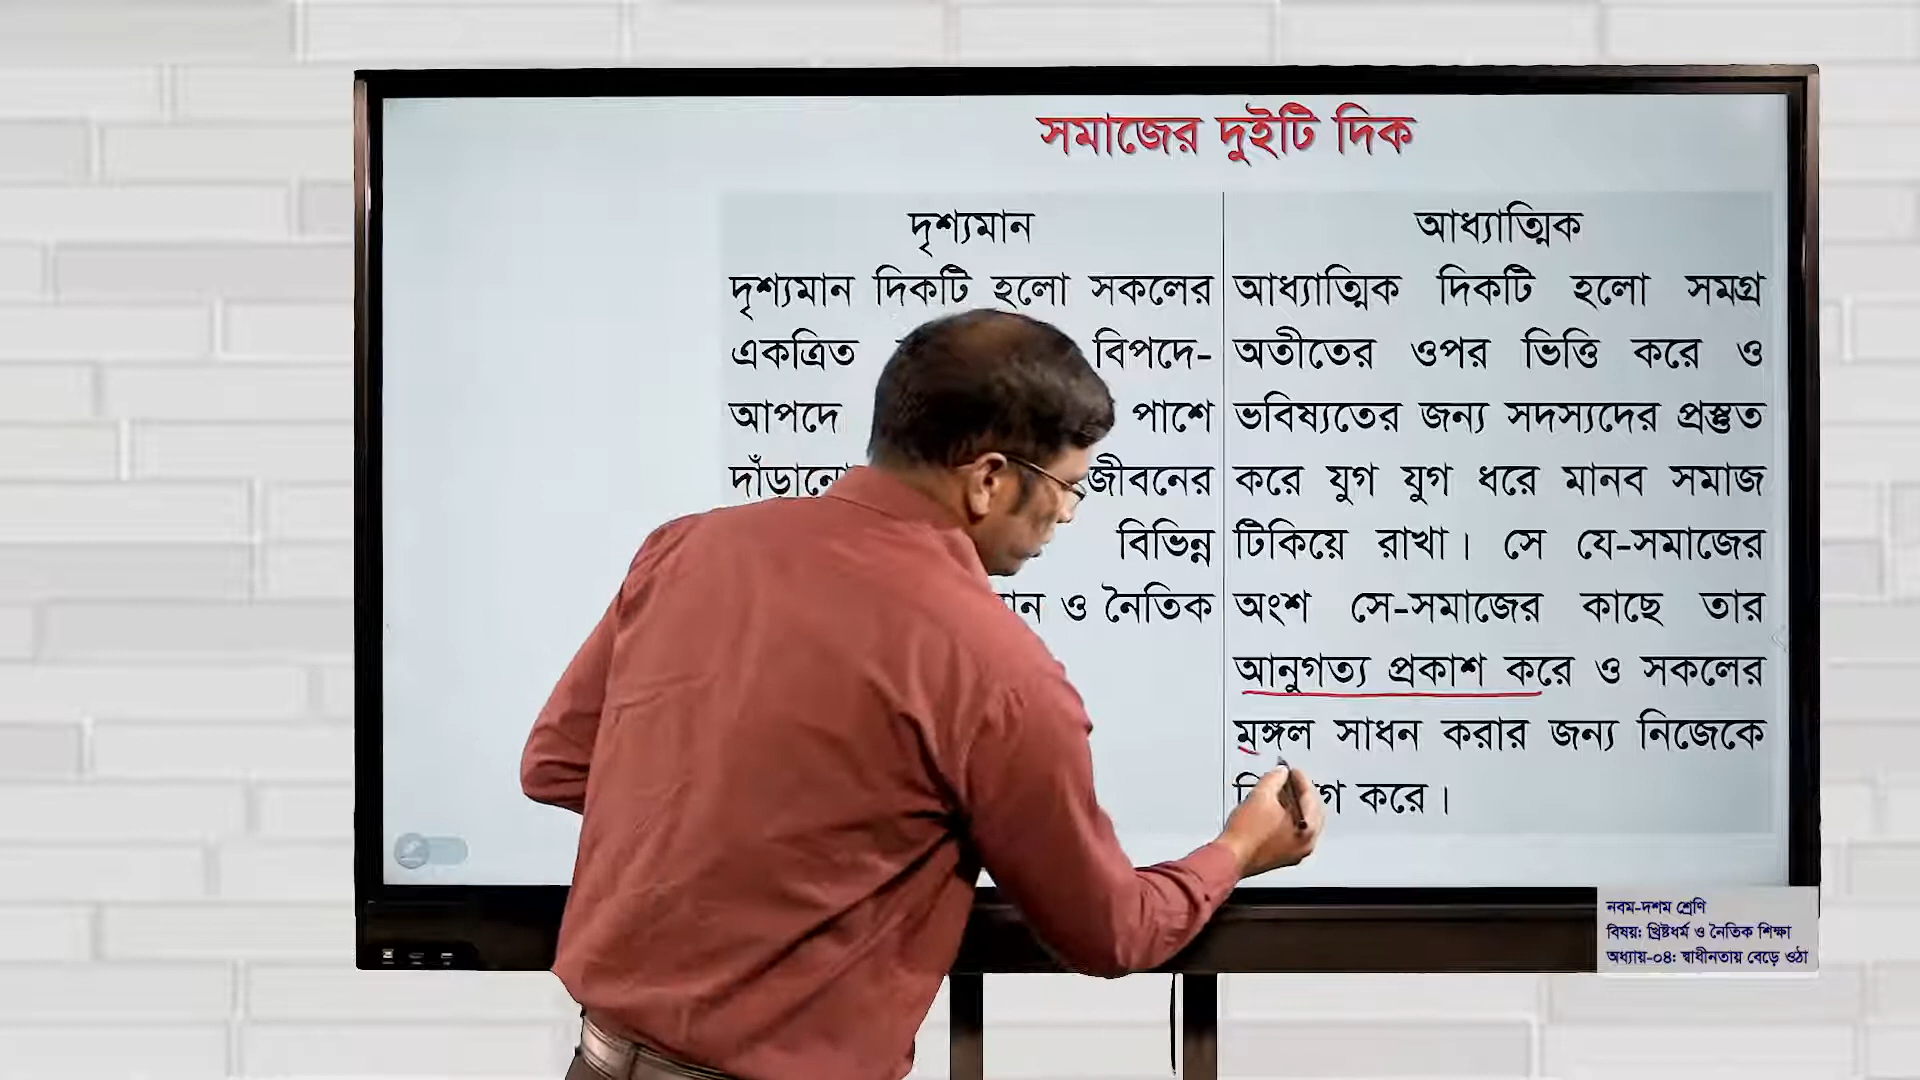 সমাজের দুইটি দিক
দৃশ্যমান
দৃশ্যমান দিকটি হলো সকলের
একত্রিত বিপদে-
আপদে পাশে
দাঁড়ানো জীবনের
বিভিন্ন
ও নৈতিক
আধ্যাত্মিক
আধ্যাত্মিক দিকটি হলো সমগ্র
অতীতের ওপর ভিত্তি করে ও
ভবিষ্যতের জন্য সদস্যদের প্রস্তুত
করে যুগ যুগ ধরে মানব সমাজ
টিকিয়ে রাখা। সে যে-সমাজের
অংশ সে-সমাজের কাছে তার
আনুগত্য প্রকাশ করে ও সকলের
মঙ্গল সাধন করার জন্য নিজেকে
করে।
নবম-দশম শ্রেণি
বিষয়: খ্রিষ্টধর্ম ও নৈতিক শিক্ষা
অধ্যায়-০৪: স্বাধীনতায় বেড়ে ওঠা